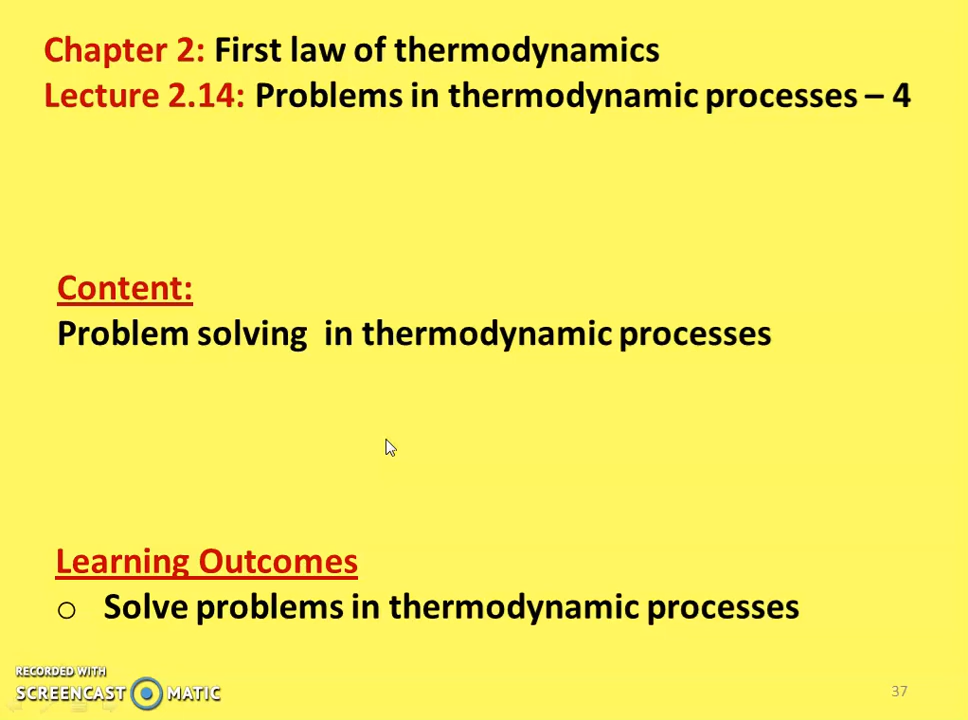 Chapter 2: First law of thermodynamics
Lecture 2.14: Problems in thermodynamic processes – 4
Content:
Problem solving in thermodynamic processes
Learning Outcomes
o Solve problems in thermodynamic processes
RECORDED WITH
SCREENCAST MATIC
37